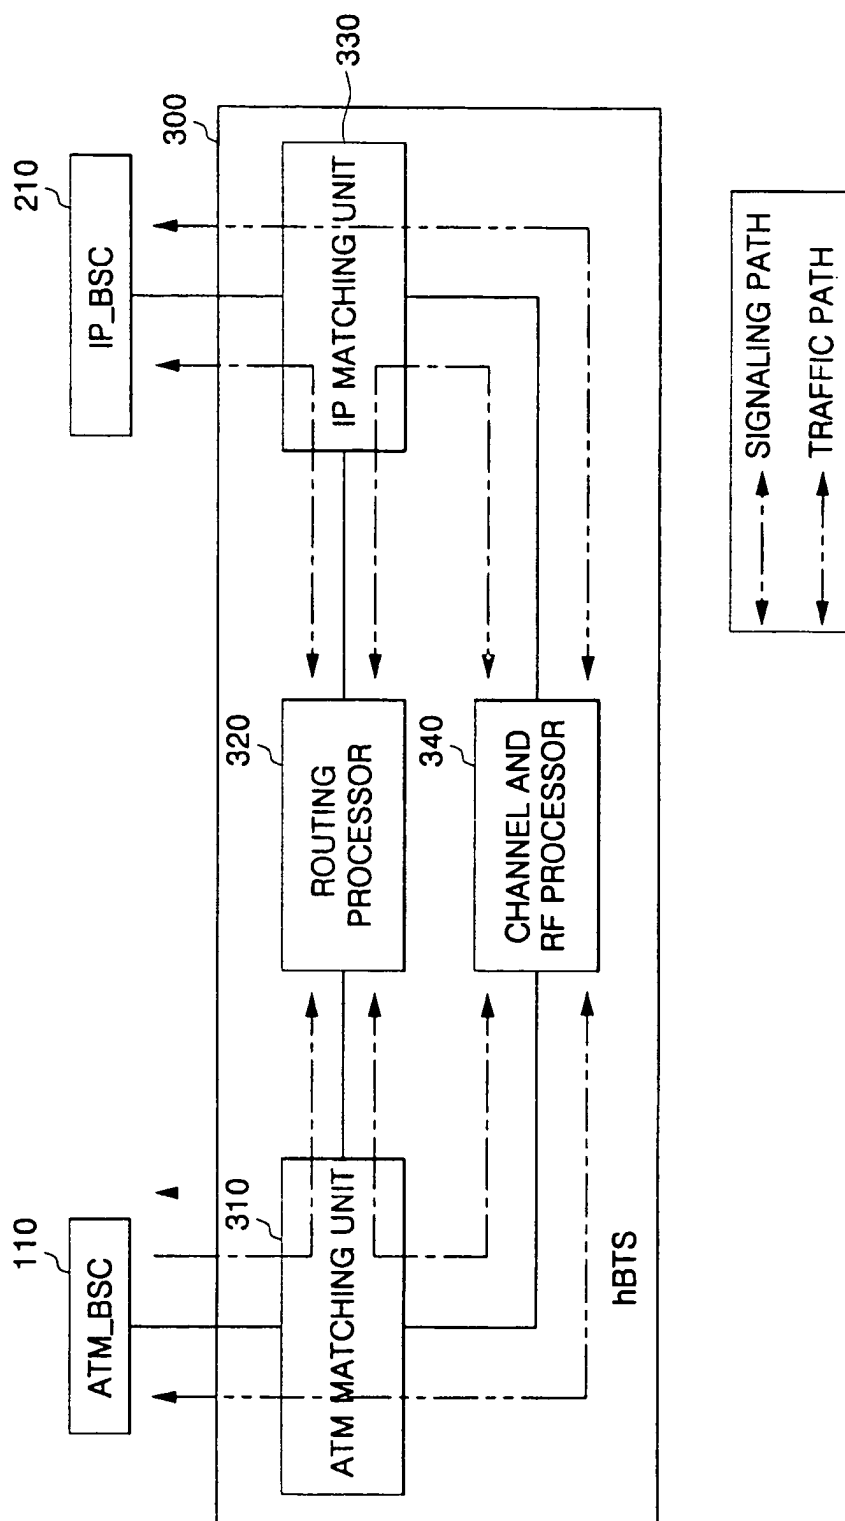 110
ATM_BSC
210
IP_BSC
300
310
ATM MATCHING UNIT
320
ROUTING
PROCESSOR
330
IP MATCHING UNIT
340
CHANNEL AND
RF PROCESSOR
hBTS
SIGNALING PATH
TRAFFIC PATH